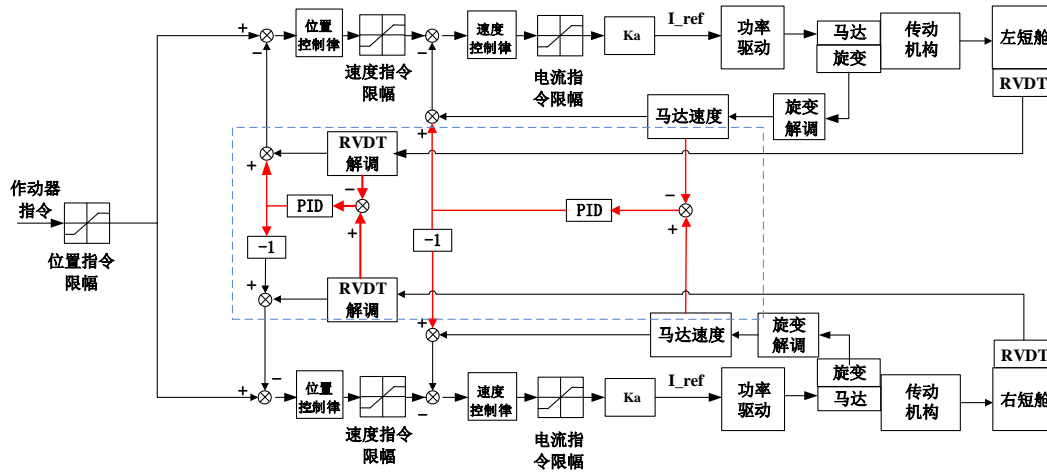 +
位置
控制律
速度指令
限幅
+
速度
控制律
电流指
令限幅
Ka
I_ref
功率
驱动
马达
旋变
传动
机构
左短舱
RVDT
−
−
+
马达速度
旋变
解调
+
RVDT
解调
−
PID
+
−
PID
+
作动器
指令
位置指令
限幅
-1
-1
+
RVDT
解调
+
马达速度
旋变
解调
RVDT
+
−
位置
控制律
速度指令
限幅
+
−
速度
控制律
电流指
令限幅
Ka
I_ref
功率
驱动
旋变
马达
传动
机构
右短舱